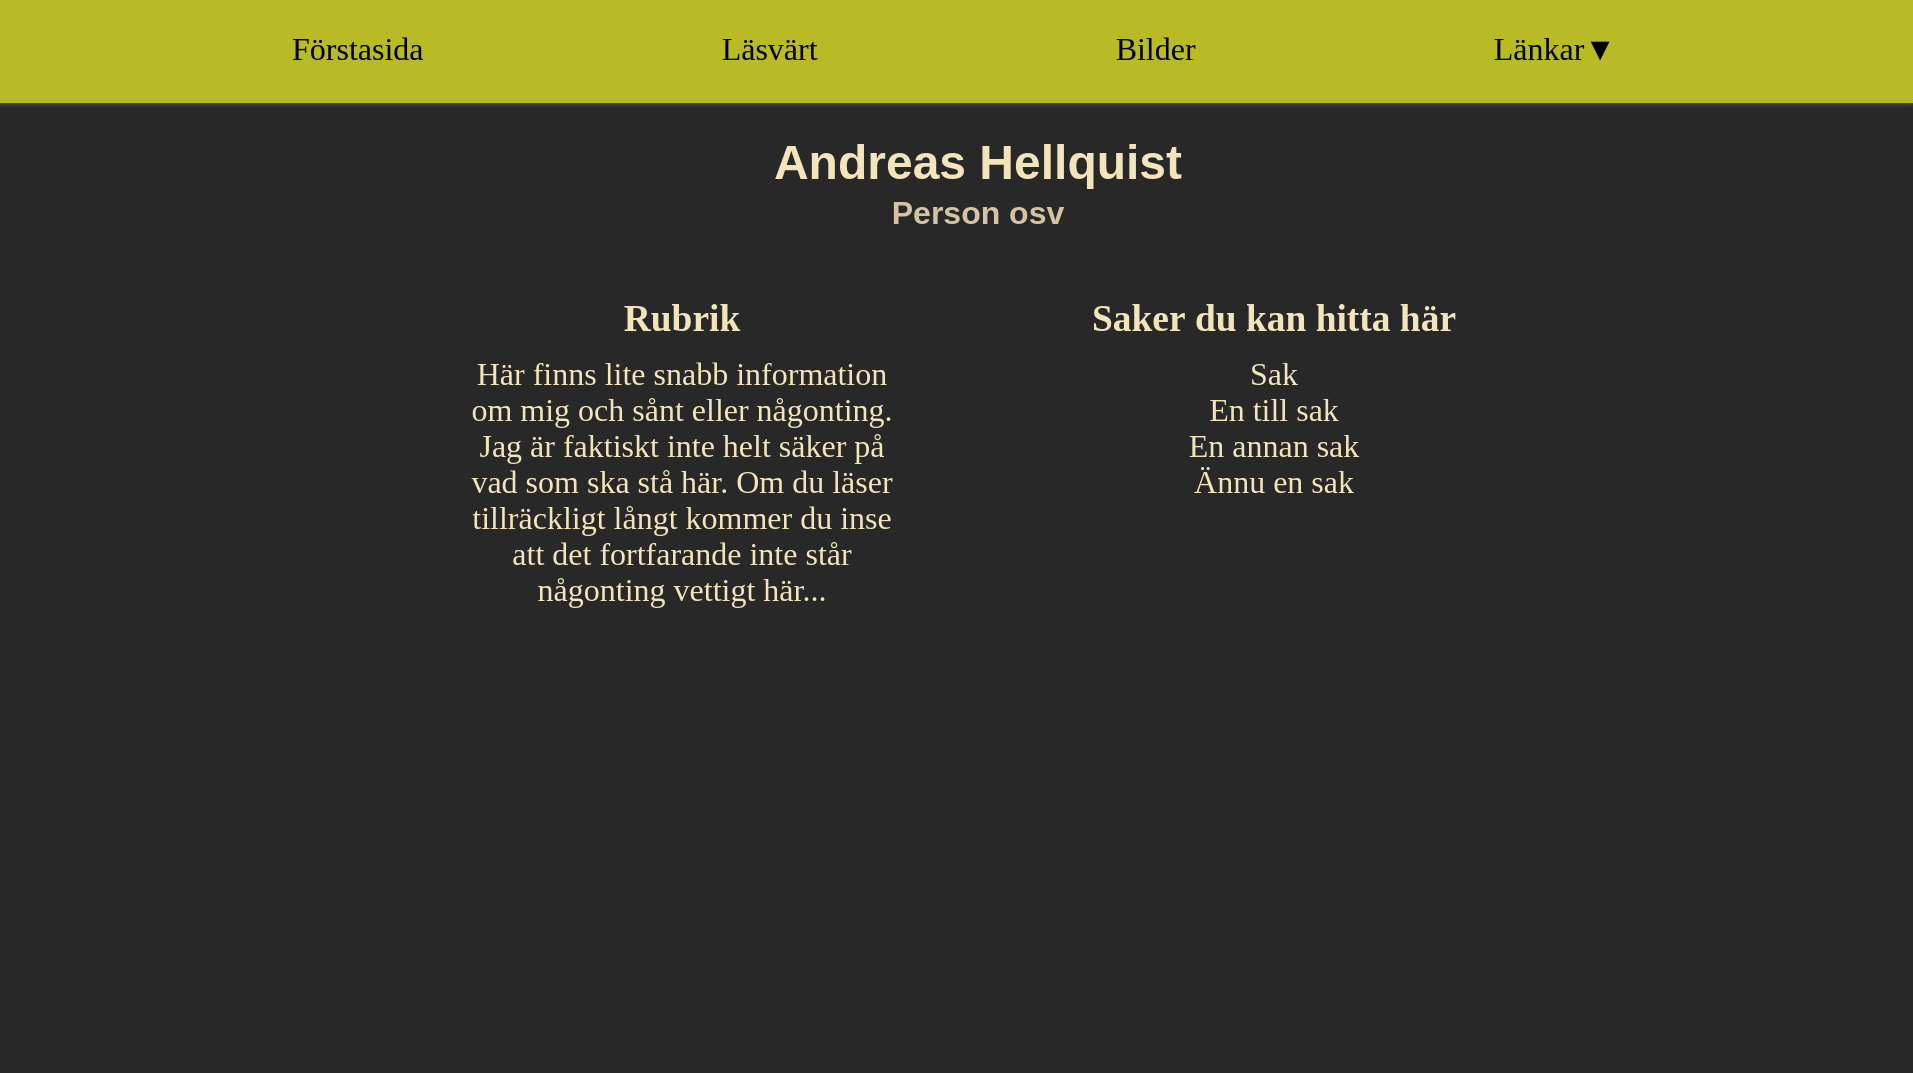 Förstasida Läsvärt Bilder Länkar▼
Andreas Hellquist
Person osv
Rubrik
Här finns lite snabb information
om mig och sånt eller någonting.
Jag är faktiskt inte helt säker på
vad som ska stå här. Om du läser
tillräckligt långt kommer du inse
att det fortfarande inte står
någonting vettigt här...
Saker du kan hitta här
Sak
En till sak
En annan sak
Ännu en sak